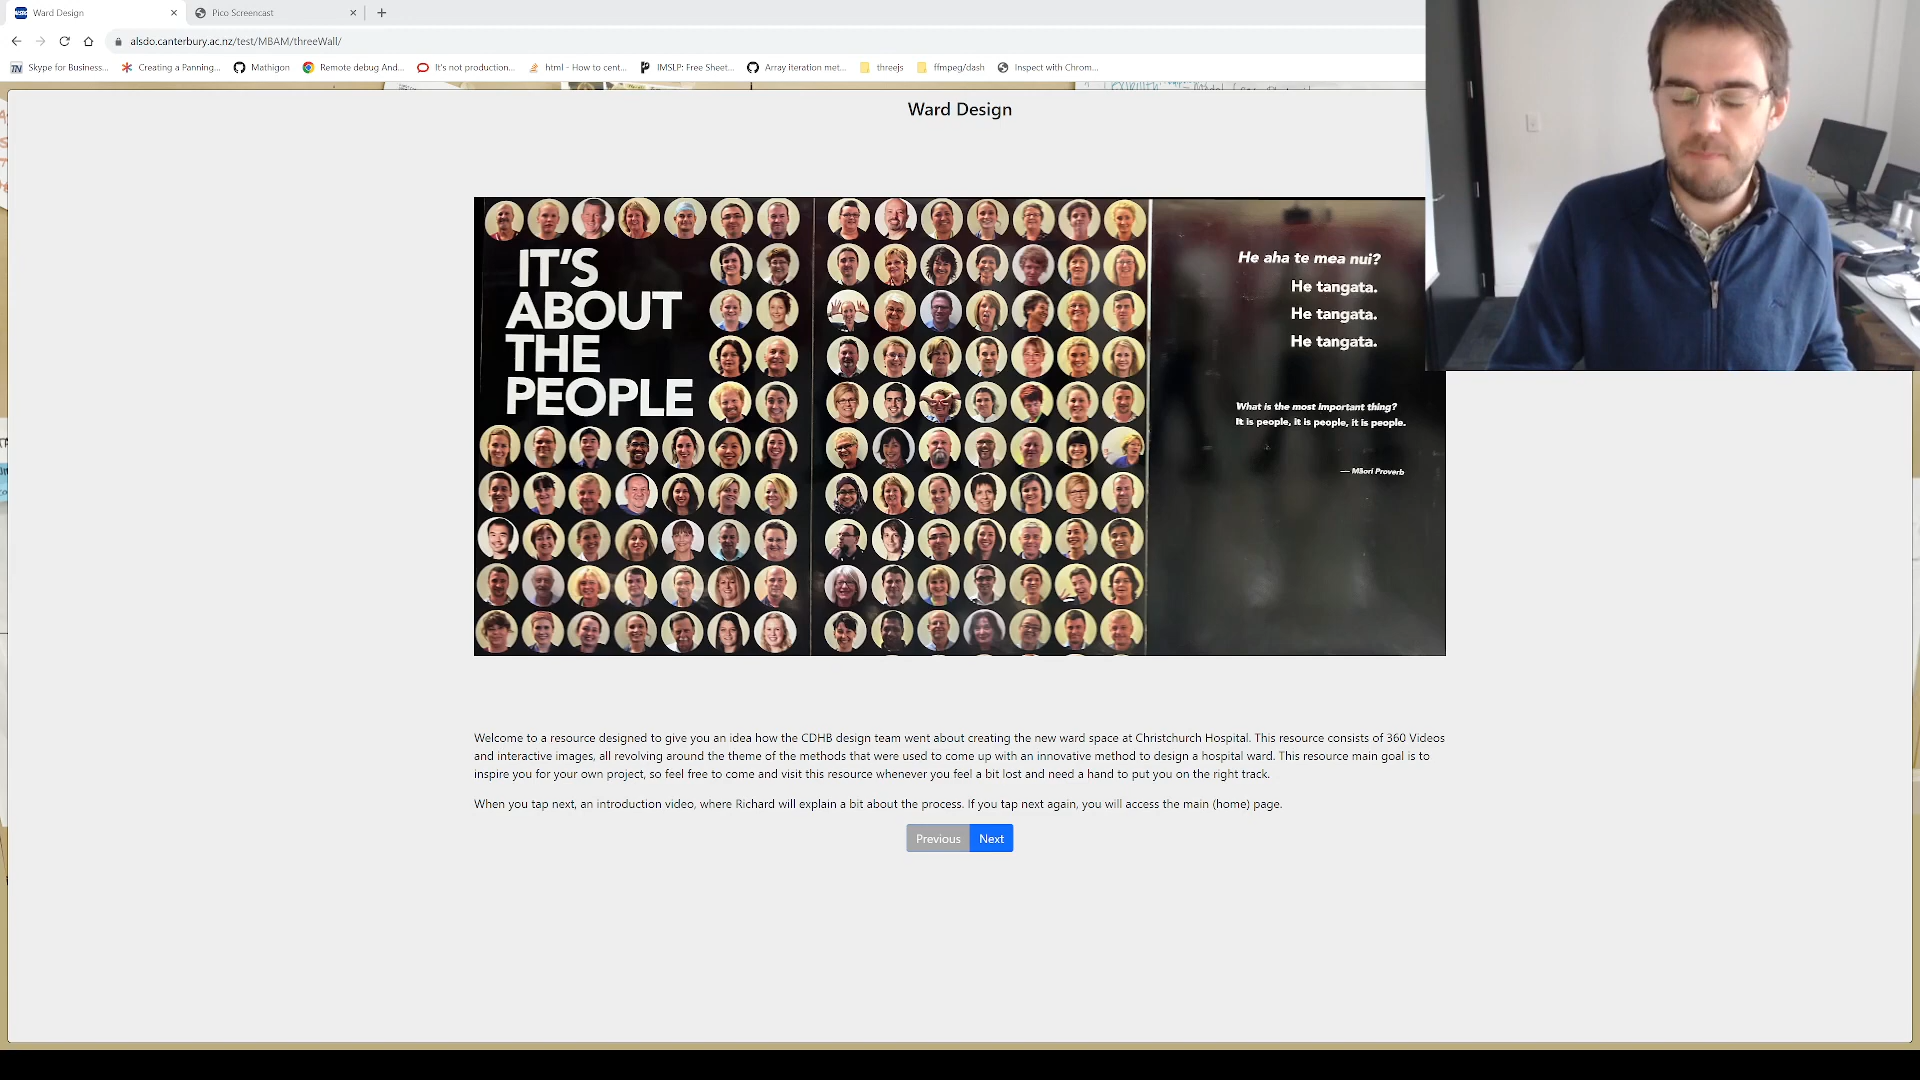 Ward Design
Pico Screencast
alsdo.canterbury.ac.nz/test/MBAM/threeWall/
TN Skype for Business...
Creating a Panning...
Mathigon
Remote debug And...
It's not production...
html - How to cent...
IMSLP: Free Sheet...
Array iteration met...
threejs
ffmpeg/dash
Inspect with Chrom...
Ward Design
IT'S
ABOUT
THE
PEOPLE
He aha te mea nui?
He tangata.
He tangata.
He tangata.
What is the most important thing?
It is people, it is people, it is people.
— Māori Proverb
Welcome to a resource designed to give you an idea how the CDHB design team went about creating the new ward space at Christchurch Hospital. This resource consists of 360 Videos
and interactive images, all revolving around the theme of the methods that were used to come up with an innovative method to design a hospital ward. This resource main goal is to
inspire you for your own project, so feel free to come and visit this resource whenever you feel a bit lost and need a hand to put you on the right track.
When you tap next, an introduction video, where Richard will explain a bit about the process. If you tap next again, you will access the main (home) page.
Previous Next